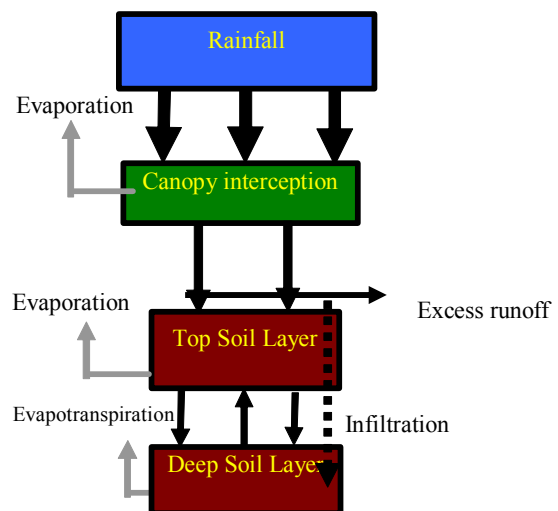 Rainfall
Evaporation
Canopy interception
Evaporation
Excess runoff
Top Soil Layer
Evapotranspiration
Infiltration
Deep Soil Layer